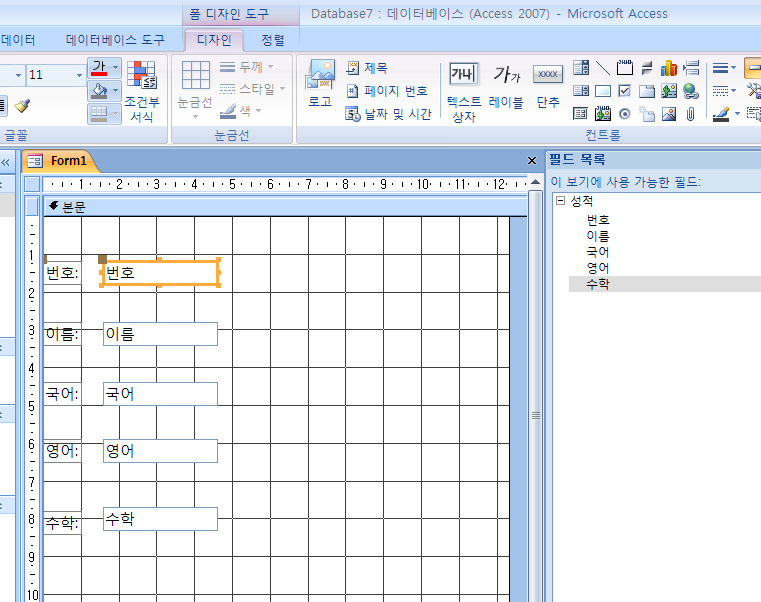 폼 디자인 도구 Database7 : 데이터베이스 (Access 2007) - Microsoft Access
데이터 데이터베이스 도구 디자인 정렬
11 가 조건부 서식
글꼴
눈금선 두께 스타일 색
눈금선
로고 제목 페이지 번호 날짜 및 시간
가나 텍스트 상자 가가 레이블 XXXX 단추
컨트롤
Form1
1 2 3 4 5 6 7 8 9 10 11 12
본문
1
번호: 번호
2
3
이름: 이름
4
국어: 국어
5
6
영어: 영어
7
8
수학: 수학
9
10
필드 목록
이 보기에 사용 가능한 필드:
성적
번호
이름
국어
영어
수학